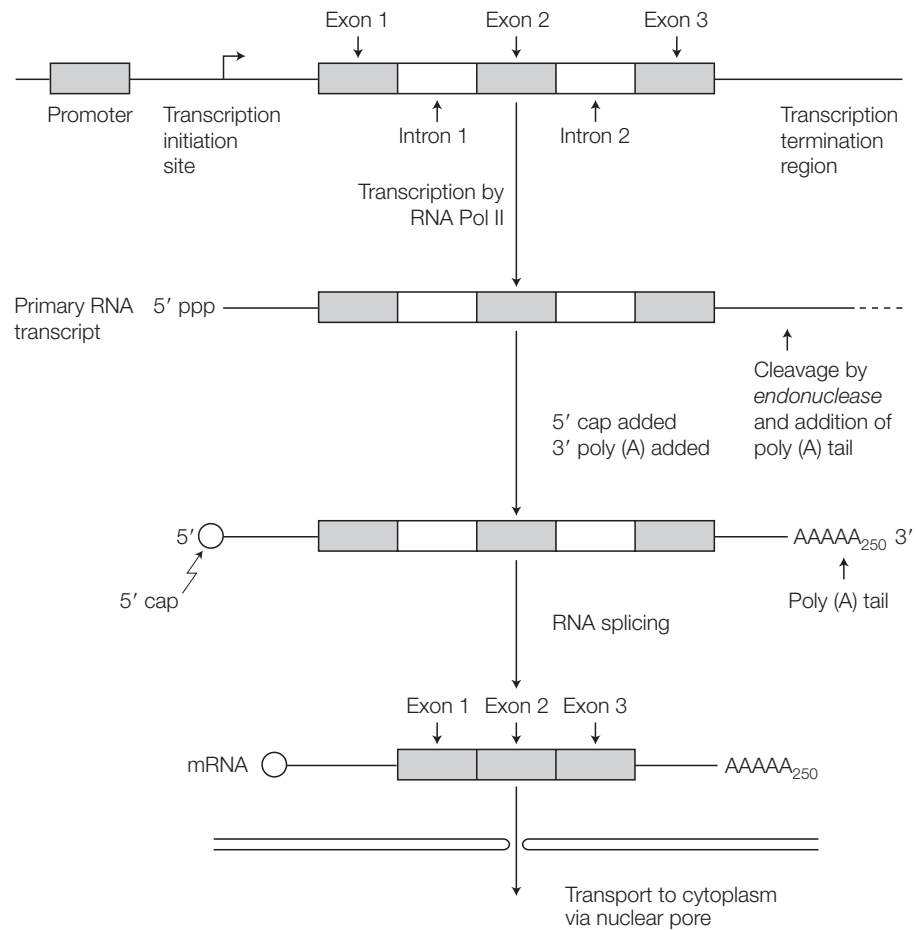 Exon 1
Exon 2
Exon 3
Promoter
Transcription
initiation
site
Intron 1
Intron 2
Transcription
termination
region
Transcription by
RNA Pol II
Primary RNA
transcript
5′ ppp
Cleavage by
endonuclease
and addition of
poly (A) tail
5′ cap added
3′ poly (A) added
5′
AAAAA250 3′
5′ cap
Poly (A) tail
RNA splicing
Exon 1
Exon 2
Exon 3
mRNA
AAAAA250
Transport to cytoplasm
via nuclear pore